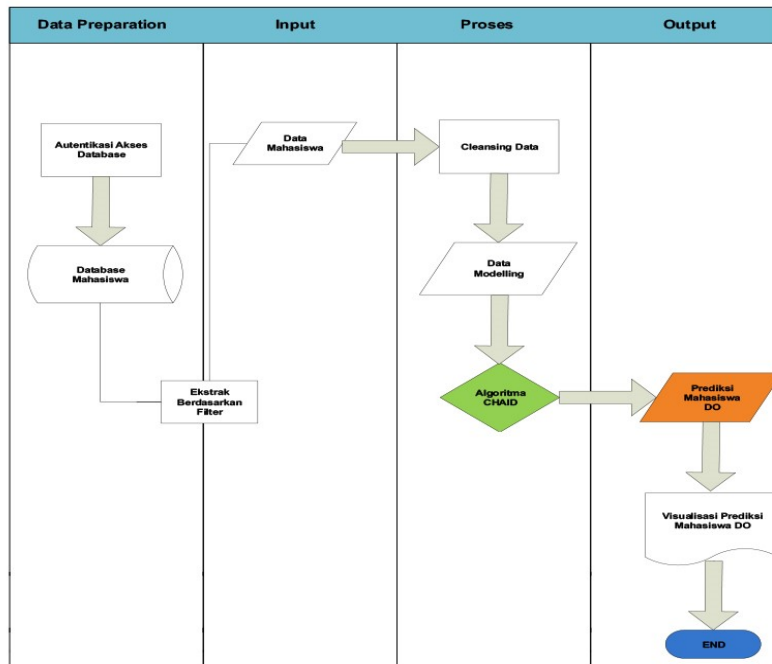 Data Preparation
Input
Proses
Output
Autentikasi Akses
Database
Database
Mahasiswa
Ekstrak
Berdasarkan
Filter
Data
Mahasiswa
Cleansing Data
Data
Modelling
Algoritma
CHAID
Prediksi
Mahasiswa
DO
Visualisasi Prediksi
Mahasiswa DO
END